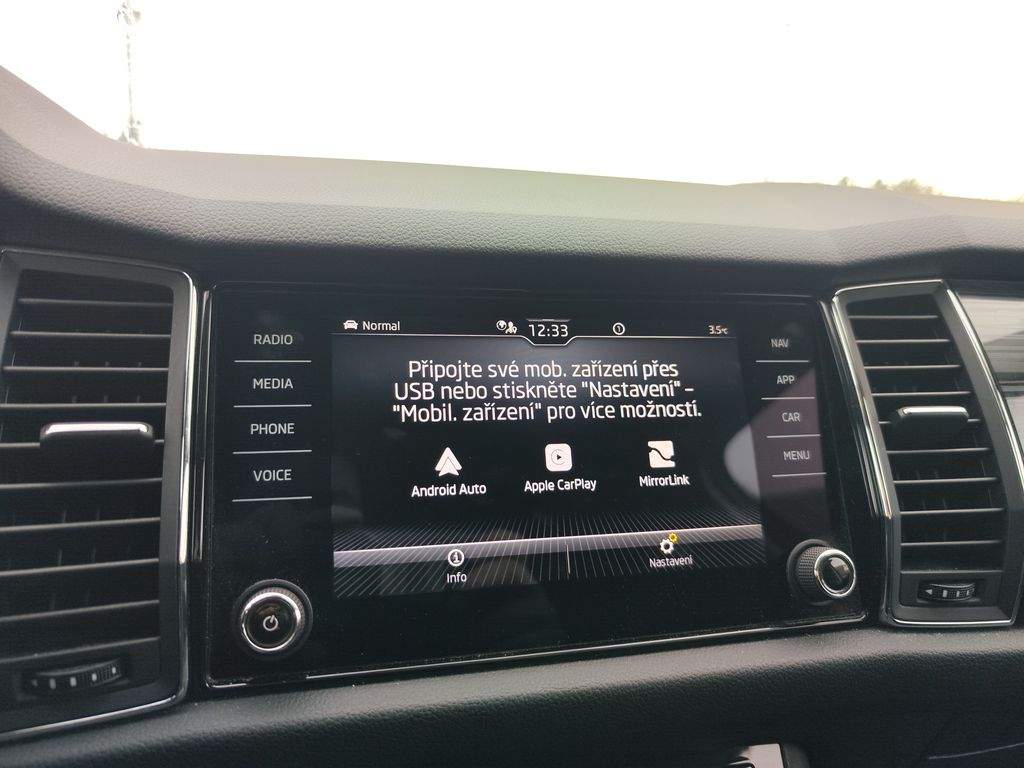 RADIO
MEDIA
PHONE
VOICE
Normal
12:33
1
3.5°C
Připojte své mob. zařízení přes
USB nebo stiskněte "Nastavení" –
"Mobil. zařízení" pro více možností.
Android Auto
Apple CarPlay
MirrorLink
Info
Nastavení
NAV
APP
CAR
MENU